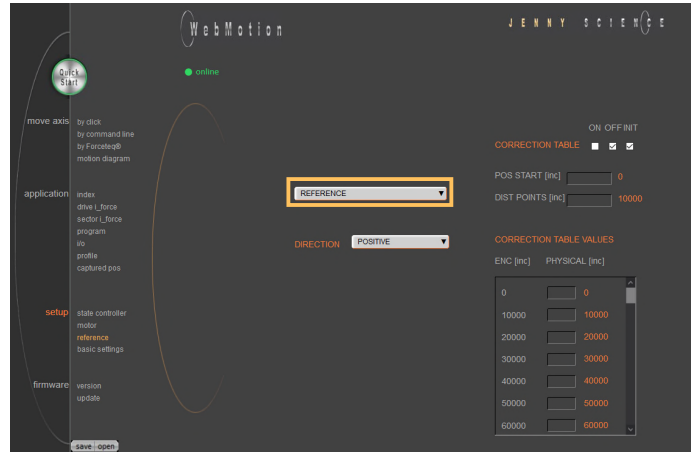 WebMotion
JENNY SCIENCE
Quick
Start
online
move axis
by click
by command line
by Forceteq®
motion diagram
application
index
drive i_force
sector i_force
program
i/o
profile
captured pos
setup
state controller
motor
reference
basic settings
firmware
version
update
save open
REFERENCE
DIRECTION POSITIVE
ON OFF INIT
CORRECTION TABLE
POS START [inc] 0
DIST POINTS [inc] 10000
CORRECTION TABLE VALUES
ENC [inc] PHYSICAL [inc]
0 0
10000 10000
20000 20000
30000 30000
40000 40000
50000 50000
60000 60000